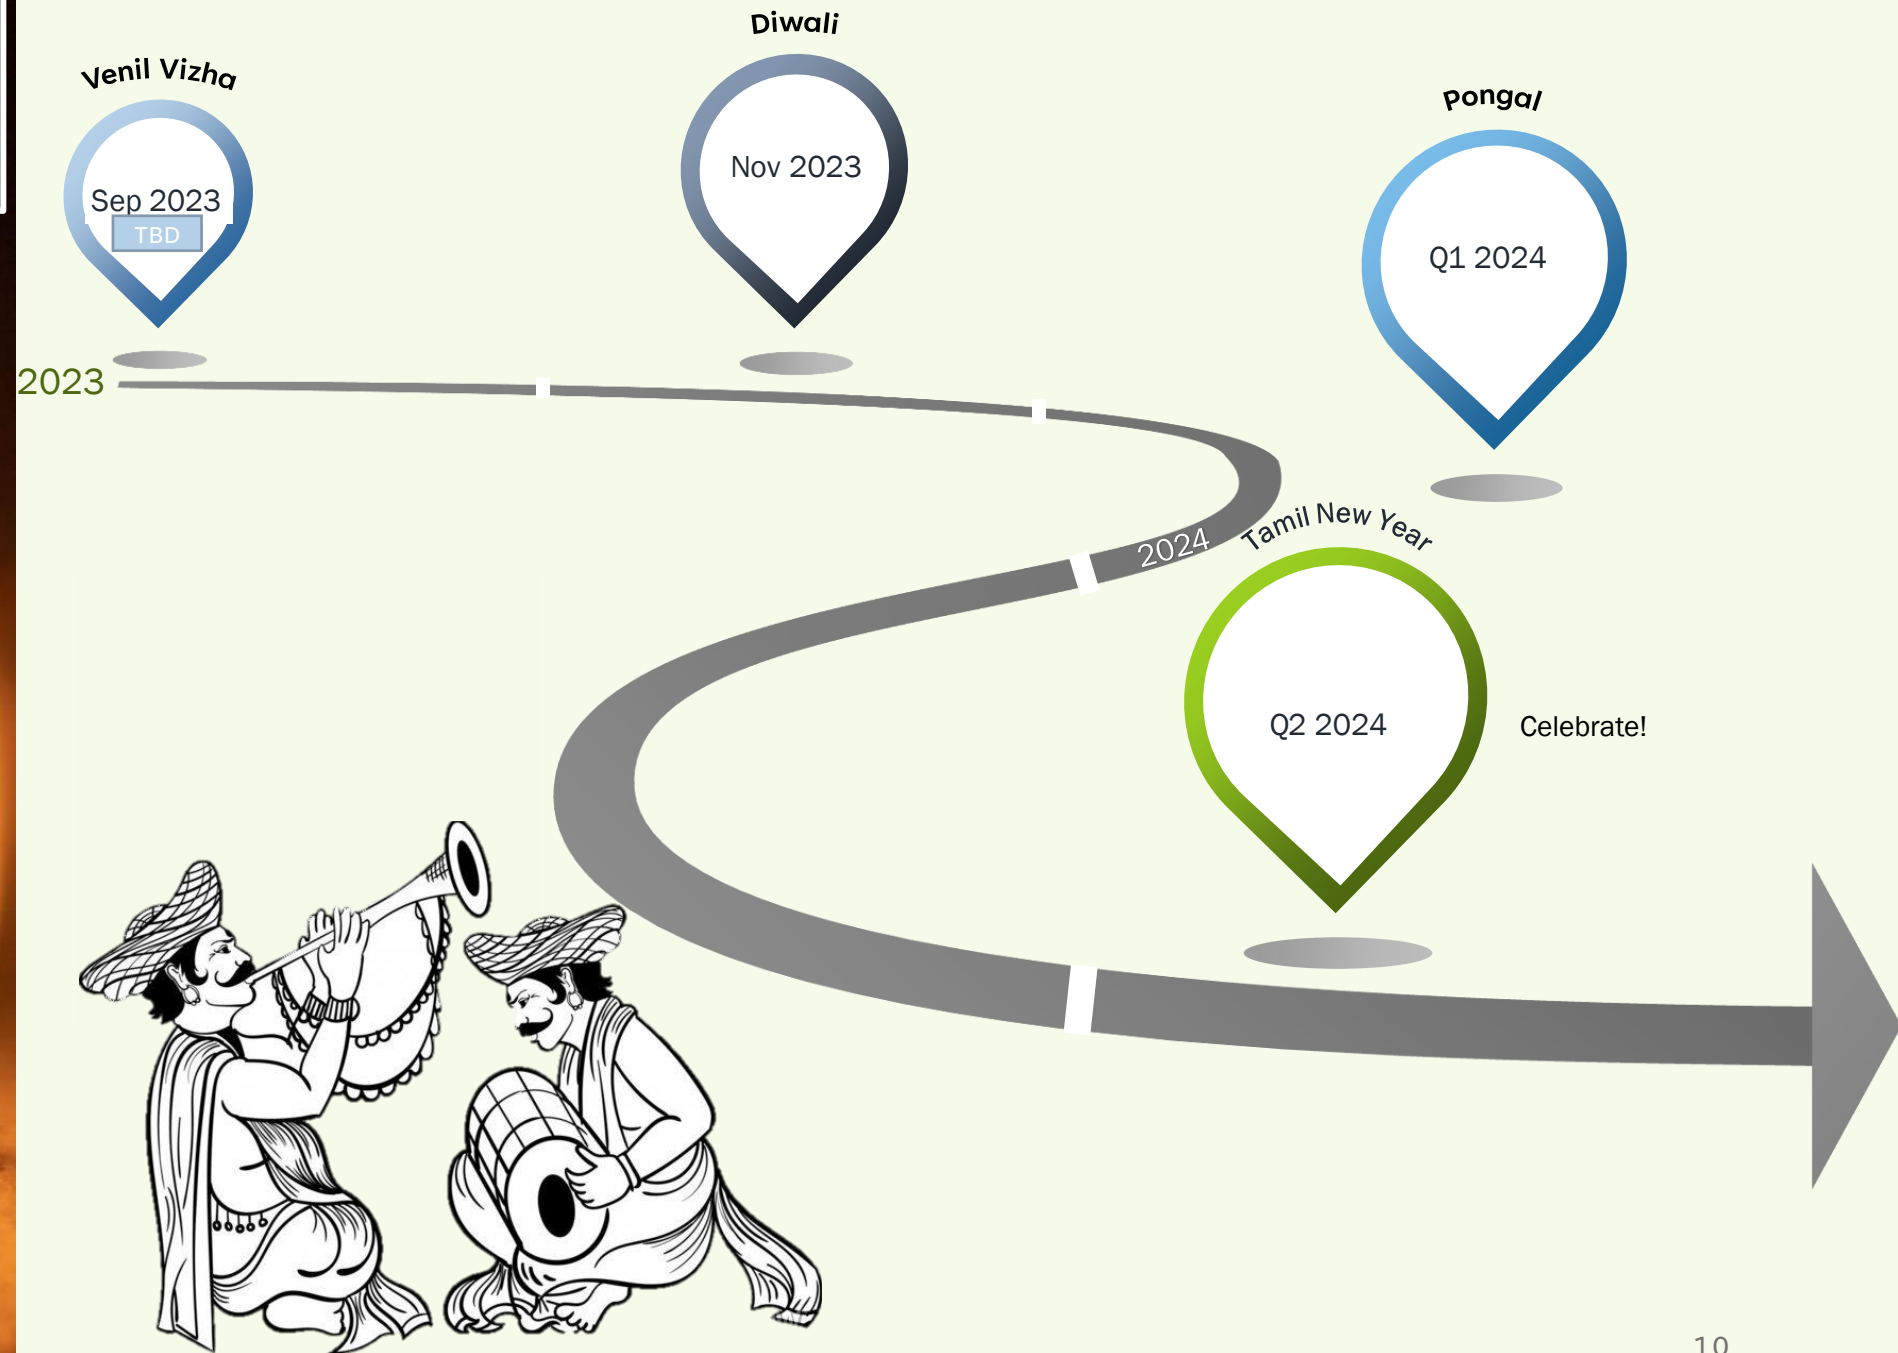 Venil Vizha
Sep 2023
TBD
Diwali
Nov 2023
Pongal
Q1 2024
2023
2024
Tamil New Year
Q2 2024
Celebrate!
10